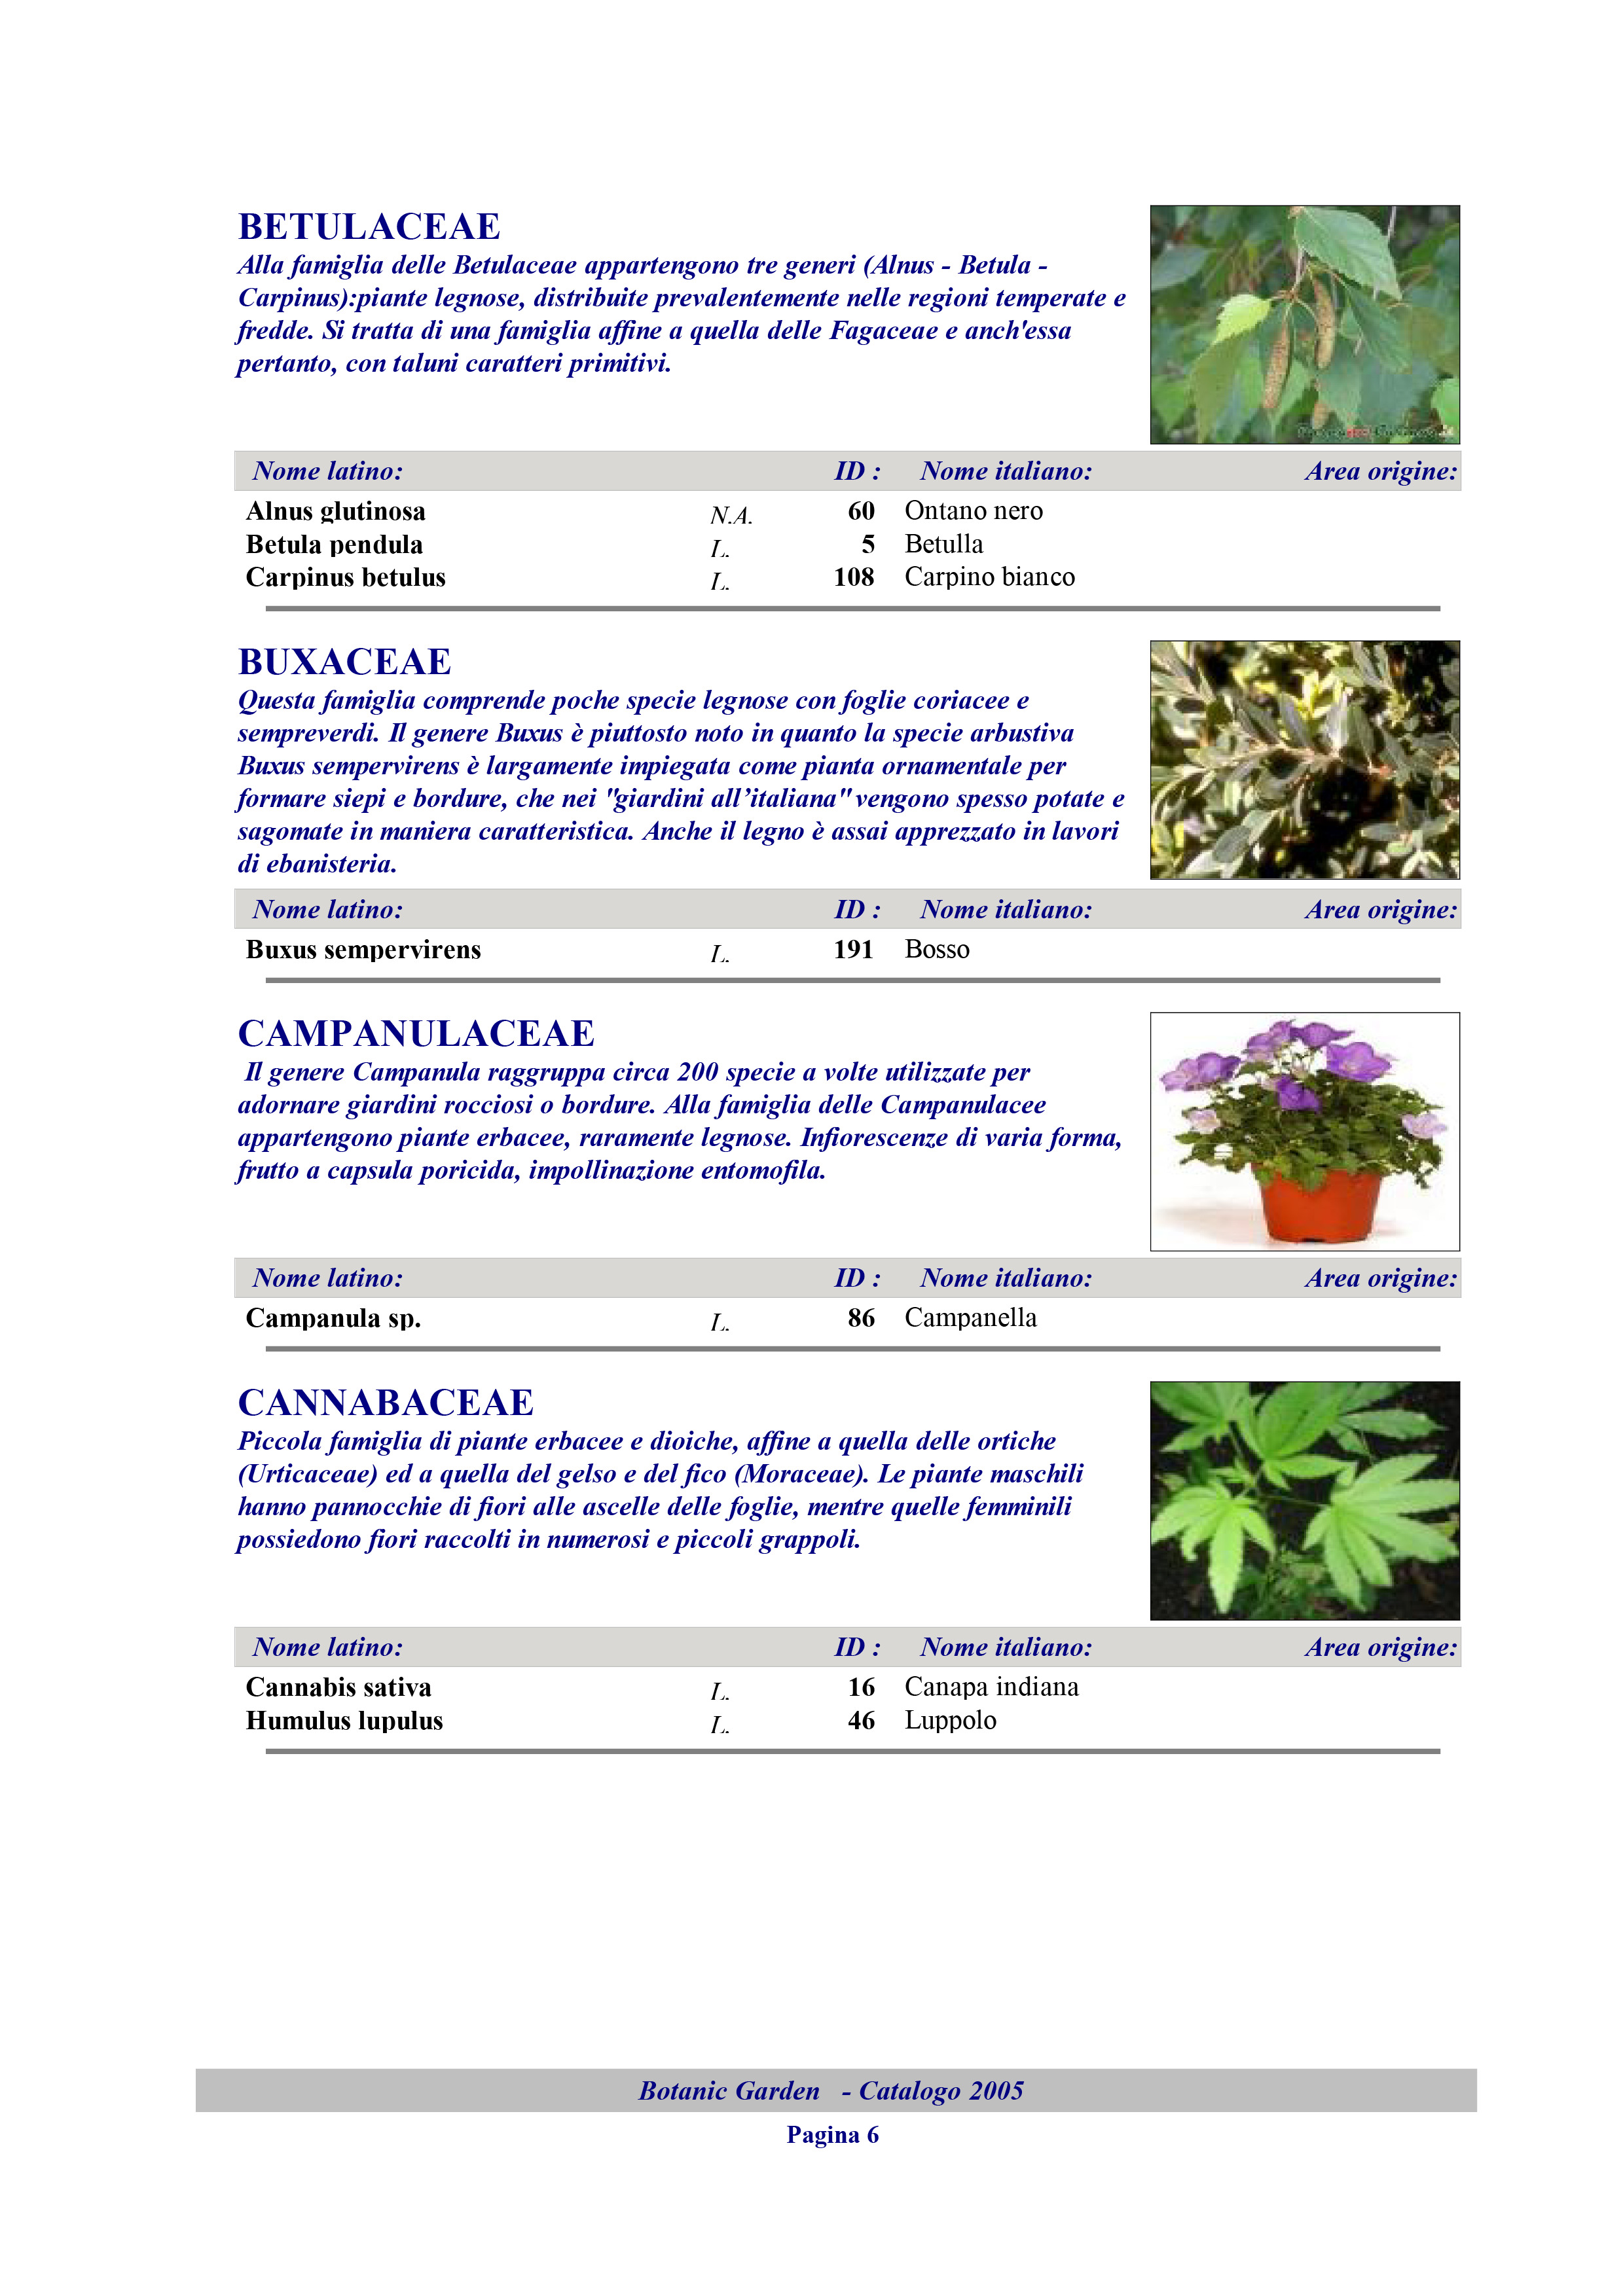 BETULACEAE
Alla famiglia delle Betulaceae appartengono tre generi (Alnus - Betula -
Carpinus):piante legnose, distribuite prevalentemente nelle regioni temperate e
fredde. Si tratta di una famiglia affine a quella delle Fagaceae e anch'essa
pertanto, con taluni caratteri primitivi.
Nome latino: ID : Nome italiano: Area origine:
Alnus glutinosa N.A. 60 Ontano nero
Betula pendula L. 5 Betulla
Carpinus betulus L. 108 Carpino bianco
BUXACEAE
Questa famiglia comprende poche specie legnose con foglie coriacee e
sempreverdi. Il genere Buxus è piuttosto noto in quanto la specie arbustiva
Buxus sempervirens è largamente impiegata come pianta ornamentale per
formare siepi e bordure, che nei "giardini all’italiana" vengono spesso potate e
sagomate in maniera caratteristica. Anche il legno è assai apprezzato in lavori
di ebanisteria.
Nome latino: ID : Nome italiano: Area origine:
Buxus sempervirens L. 191 Bosso
CAMPANULACEAE
Il genere Campanula raggruppa circa 200 specie a volte utilizzate per
adornare giardini rocciosi o bordure. Alla famiglia delle Campanulacee
appartengono piante erbacee, raramente legnose. Infiorescenze di varia forma,
frutto a capsula poricida, impollinazione entomofila.
Nome latino: ID : Nome italiano: Area origine:
Campanula sp. L. 86 Campanella
CANNABACEAE
Piccola famiglia di piante erbacee e dioiche, affine a quella delle ortiche
(Urticaceae) ed a quella del gelso e del fico (Moraceae). Le piante maschili
hanno pannocchie di fiori alle ascelle delle foglie, mentre quelle femminili
possiedono fiori raccolti in numerosi e piccoli grappoli.
Nome latino: ID : Nome italiano: Area origine:
Cannabis sativa L. 16 Canapa indiana
Humulus lupulus L. 46 Luppolo
Botanic Garden - Catalogo 2005
Pagina 6